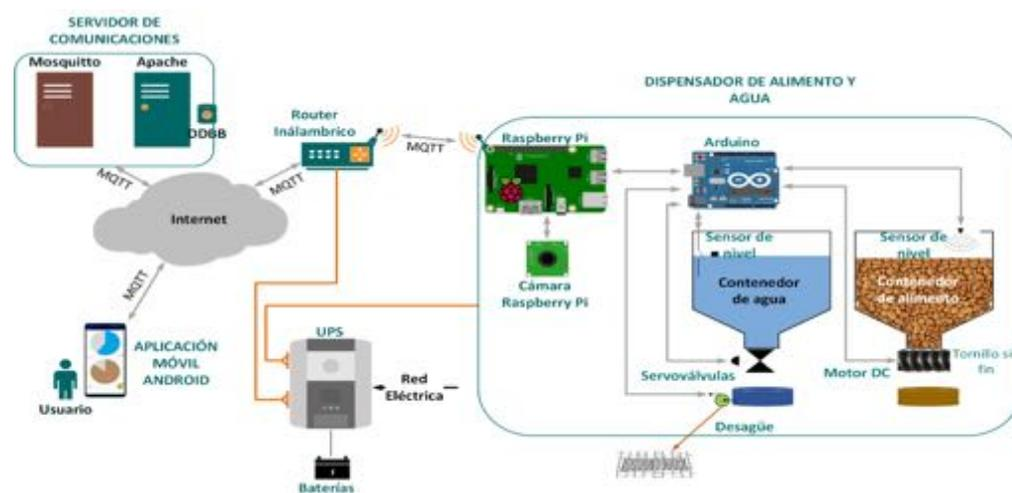 SERVIDOR DE
COMUNICACIONES
Mosquitto
Apache
DDBB
MQTT
Internet
MQTT
Router
Inálambrico
MQTT
MQTT
Usuario
APLICACIÓN
MÓVIL
ANDROID
UPS
Red
Eléctrica
Baterías
DISPENSADOR DE ALIMENTO Y
AGUA
Raspberry Pi
Arduino
Cámara
Raspberry Pi
Sensor de
nivel
Contenedor
de agua
Sensor de
nivel
Contenedor
de alimento
Servoválvulas
Motor DC
Tornillo si
fin
Desagüe